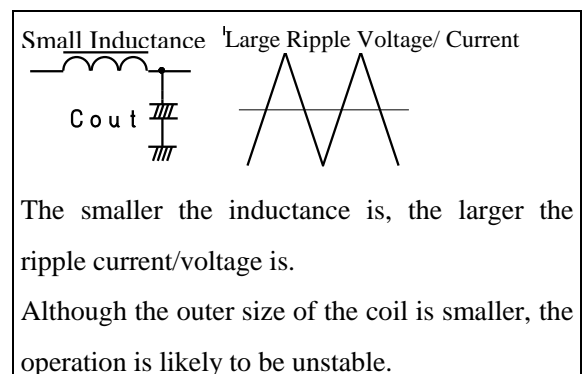 Small Inductance Large Ripple Voltage/ Current
Cout
The smaller the inductance is, the larger the
ripple current/voltage is.
Although the outer size of the coil is smaller, the
operation is likely to be unstable.